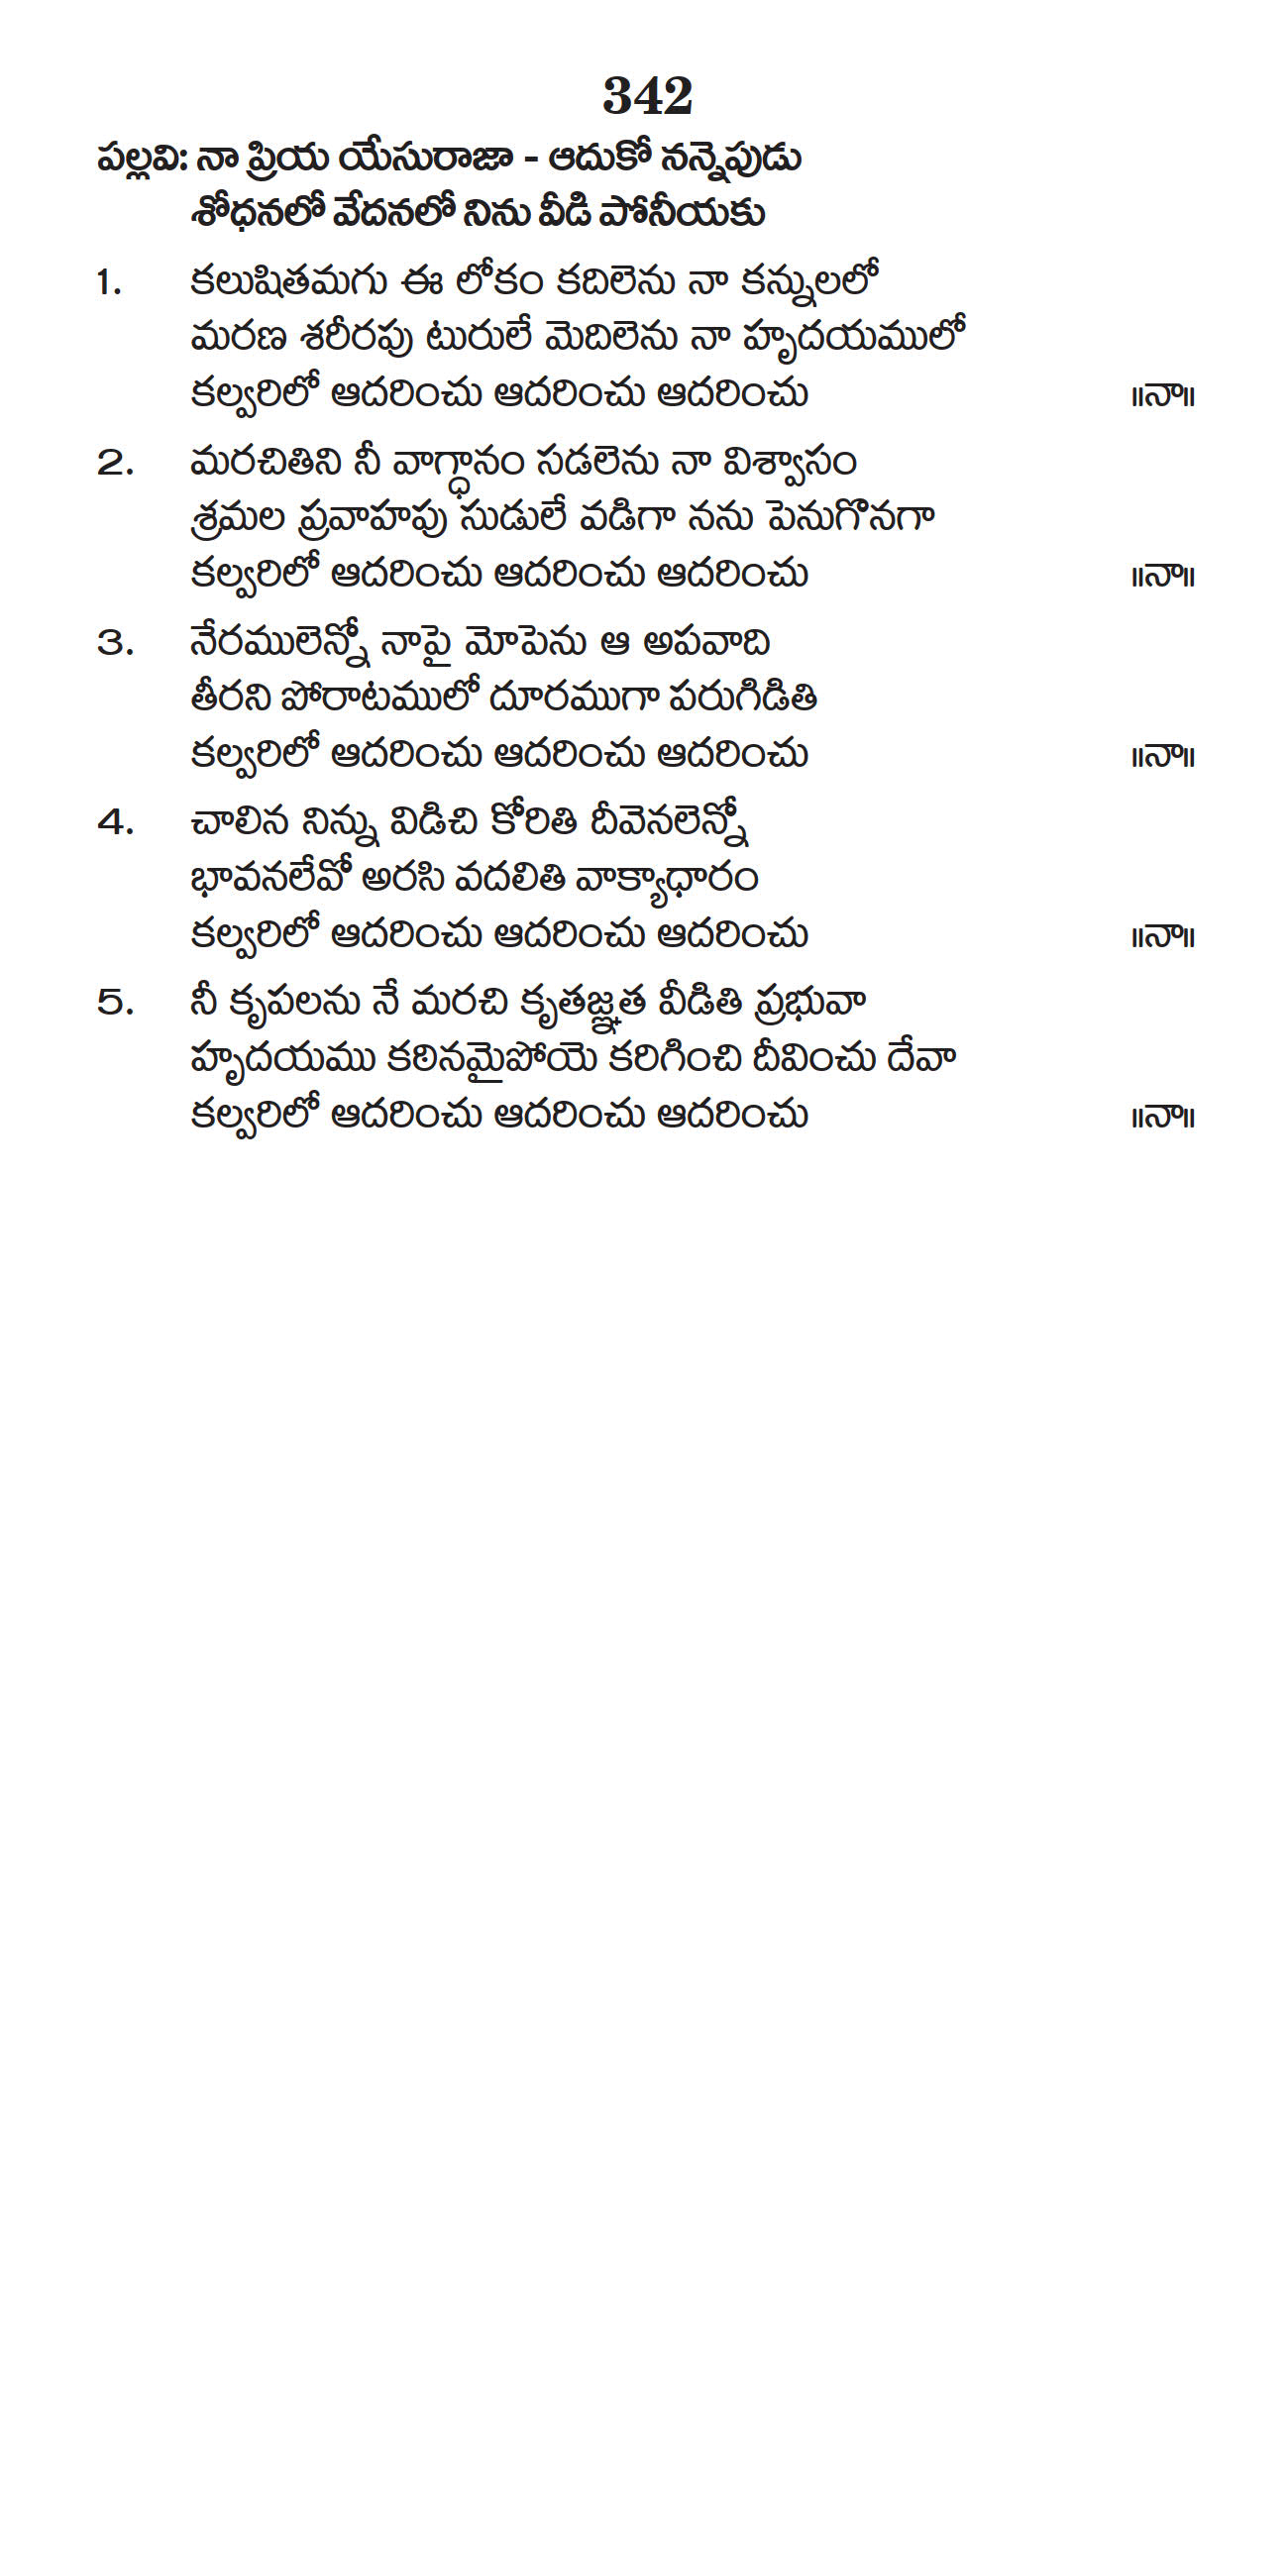 342
పల్లవి: నా ప్రియ యేసురాజా - ఆదుకో నన్నెపుడు
శోధనలో వేదనలో నిను వీడి పోనీయకు
1. కలుషితమగు ఈ లోకం కదిలెను నా కన్నులలో
మరణ శరీరపు టురులే మెదిలెను నా హృదయములో
కల్వరిలో ఆదరించు ఆదరించు ఆదరించు ॥నా॥
2. మరచితిని నీ వాగ్ధానం సడలెను నా విశ్వాసం
శ్రమల ప్రవాహపు సుడులే వడిగా నను పెనుగొనగా
కల్వరిలో ఆదరించు ఆదరించు ఆదరించు ॥నా॥
3. నేరములెన్నో నాపై మోపెను ఆ అపవాది
తీరని పోరాటములో దూరముగా పరుగిడితి
కల్వరిలో ఆదరించు ఆదరించు ఆదరించు ॥నా॥
4. చాలిన నిన్ను విడిచి కోరితి దీవెనలెన్నో
భావనలేవో అరసి వదలితి వాక్యాధారం
కల్వరిలో ఆదరించు ఆదరించు ఆదరించు ॥నా॥
5. నీ కృపలను నే మరచి కృతజ్ఞత వీడితి ప్రభువా
హృదయము కఠినమైపోయె కరిగించి దీవించు దేవా
కల్వరిలో ఆదరించు ఆదరించు ఆదరించు ॥నా॥